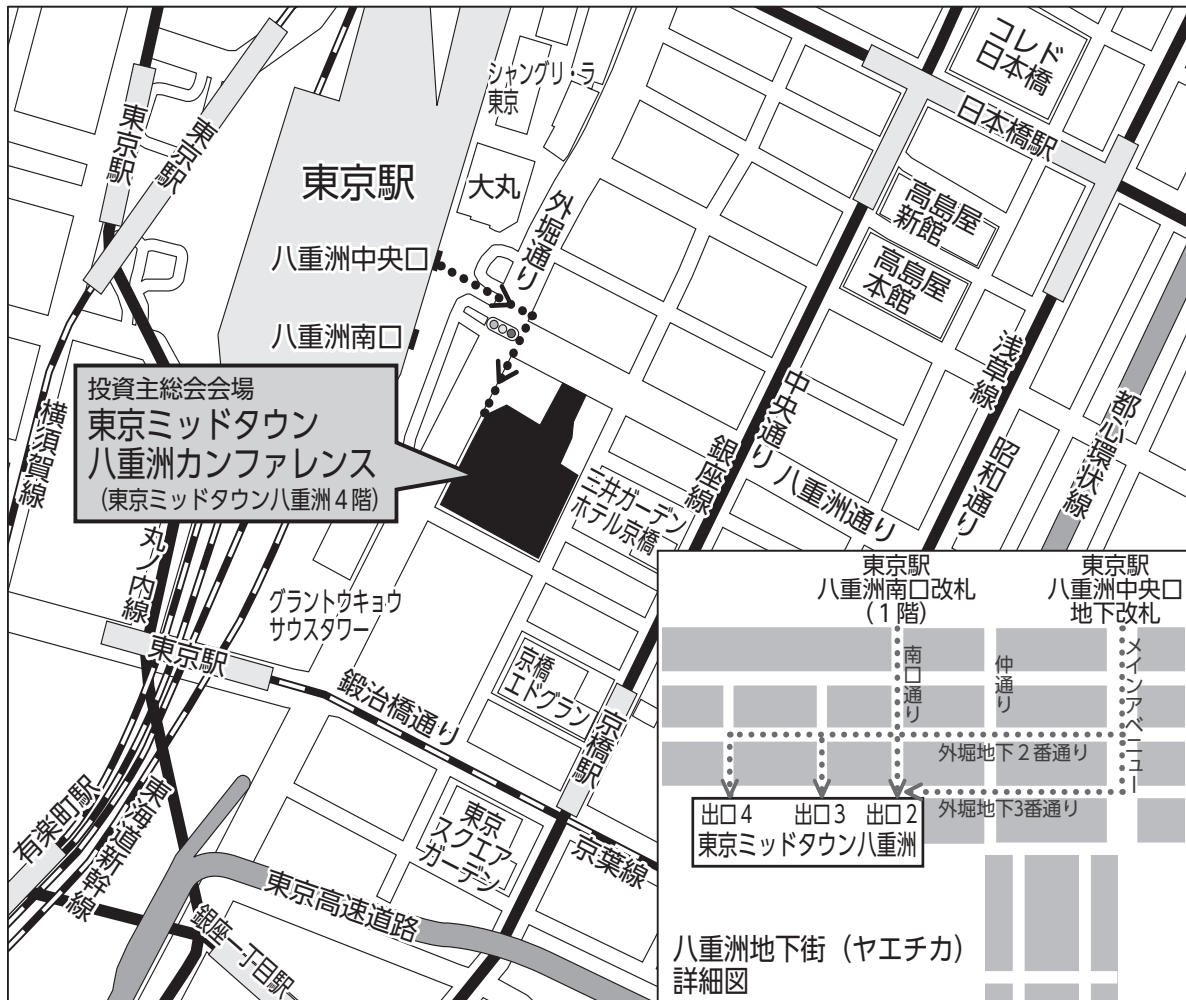 コレド
日本橋
シャングリ・ラ
東京
日本橋駅
東京駅
東京駅
東京駅
大丸
外堀通り
高島屋
新館
高島屋
本館
八重洲中央口
八重洲南口
浅草線
中央通り
都心環状線
投資主総会会場
東京ミッドタウン
八重洲カンファレンス
(東京ミッドタウン八重洲4階)
横須賀線
銀座線
八重洲通り
昭和通り
三井ガーデン
ホテル京橋
丸ノ内線
グラントウキョウ
サウスタワー
東京駅
鍛冶橋通り
京橋
エドグラン
京橋駅
有楽町駅
東海道新幹線
東京
スクエア
ガーデン
京葉線
東京高速道路
銀座一丁目駅
東京駅
八重洲南口改札
(1階)
東京駅
八重洲中央口
地下改札
南口通り
仲通り
メインアベニュー
外堀地下2番通り
外堀地下3番通り
出口4 出口3 出口2
東京ミッドタウン八重洲
八重洲地下街(ヤエチカ)
詳細図